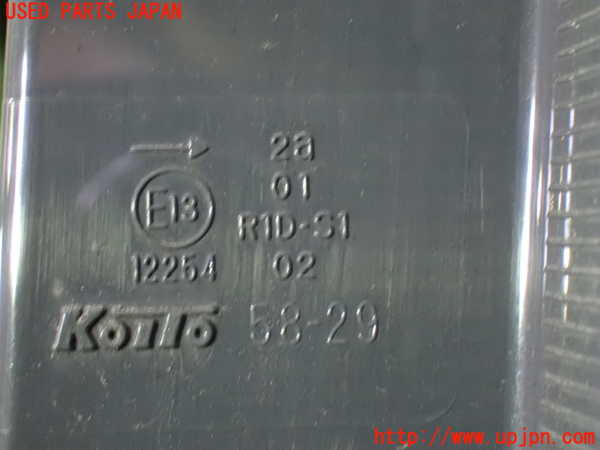 USED PARTS JAPAN
→ 2a
01
E13
R1D-S1
12254 02
KOITO 58-29
http://www.upjpn.com/